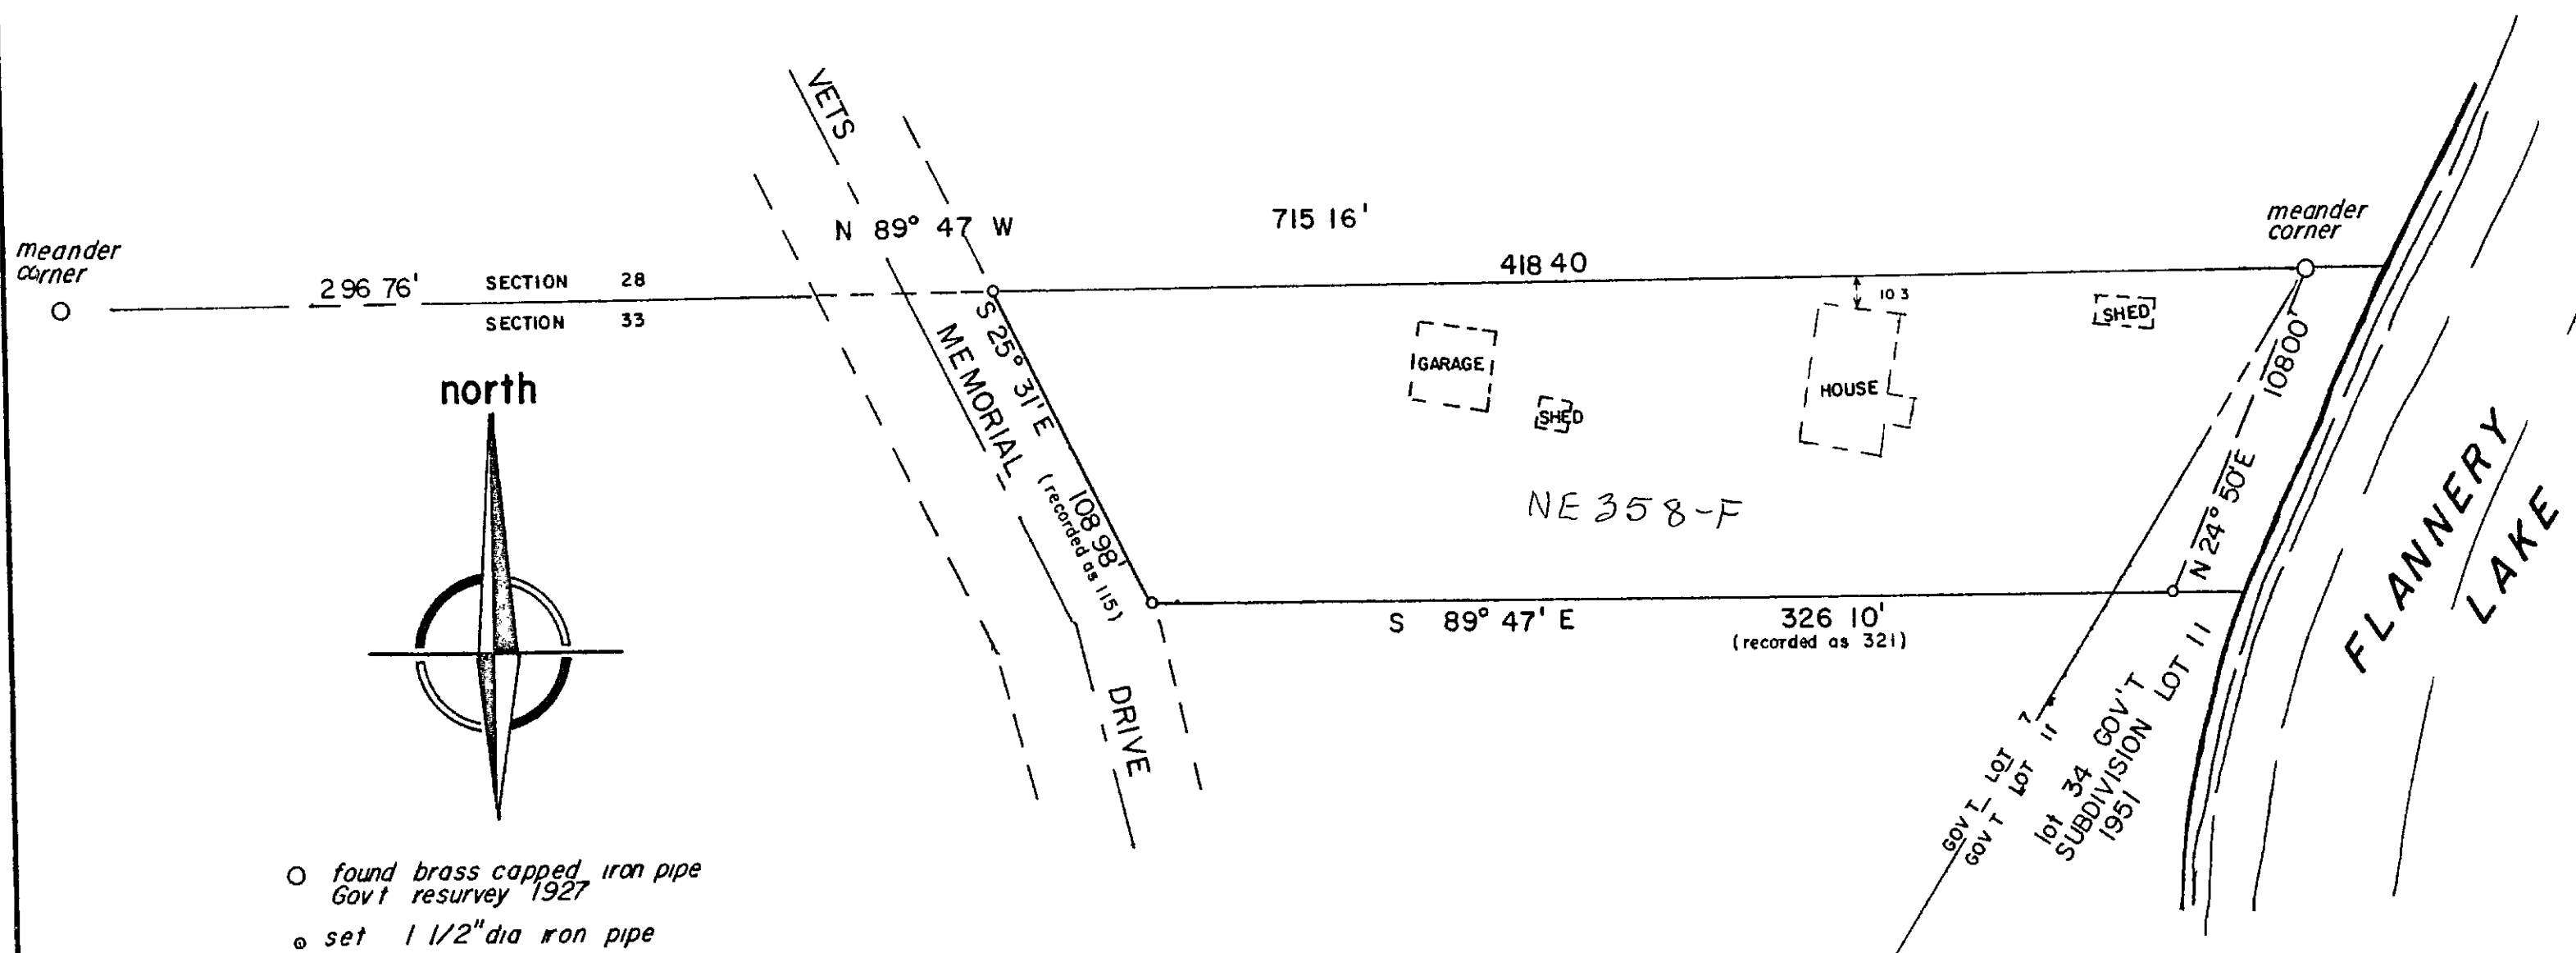 VETS
MEMORIAL
DRIVE
N 89° 47 W
715 16'
meander
corner
296 76'
SECTION 28
SECTION 33
418 40
meander
corner
S 25° 31' E
108 98'
(recorded as 115)
10 3
GARAGE
SHED
HOUSE
SHED
N 24° 50' E 108 00'
NE 358-F
S 89° 47' E
326 10'
(recorded as 321)
north
GOV T LOT 7
GOV T LOT 11
lot 34 GOV'T LOT 11
SUBDIVISION
1951
FLANNERY
LAKE
found brass capped iron pipe
Gov t resurvey 1927
set 1 1/2" dia iron pipe